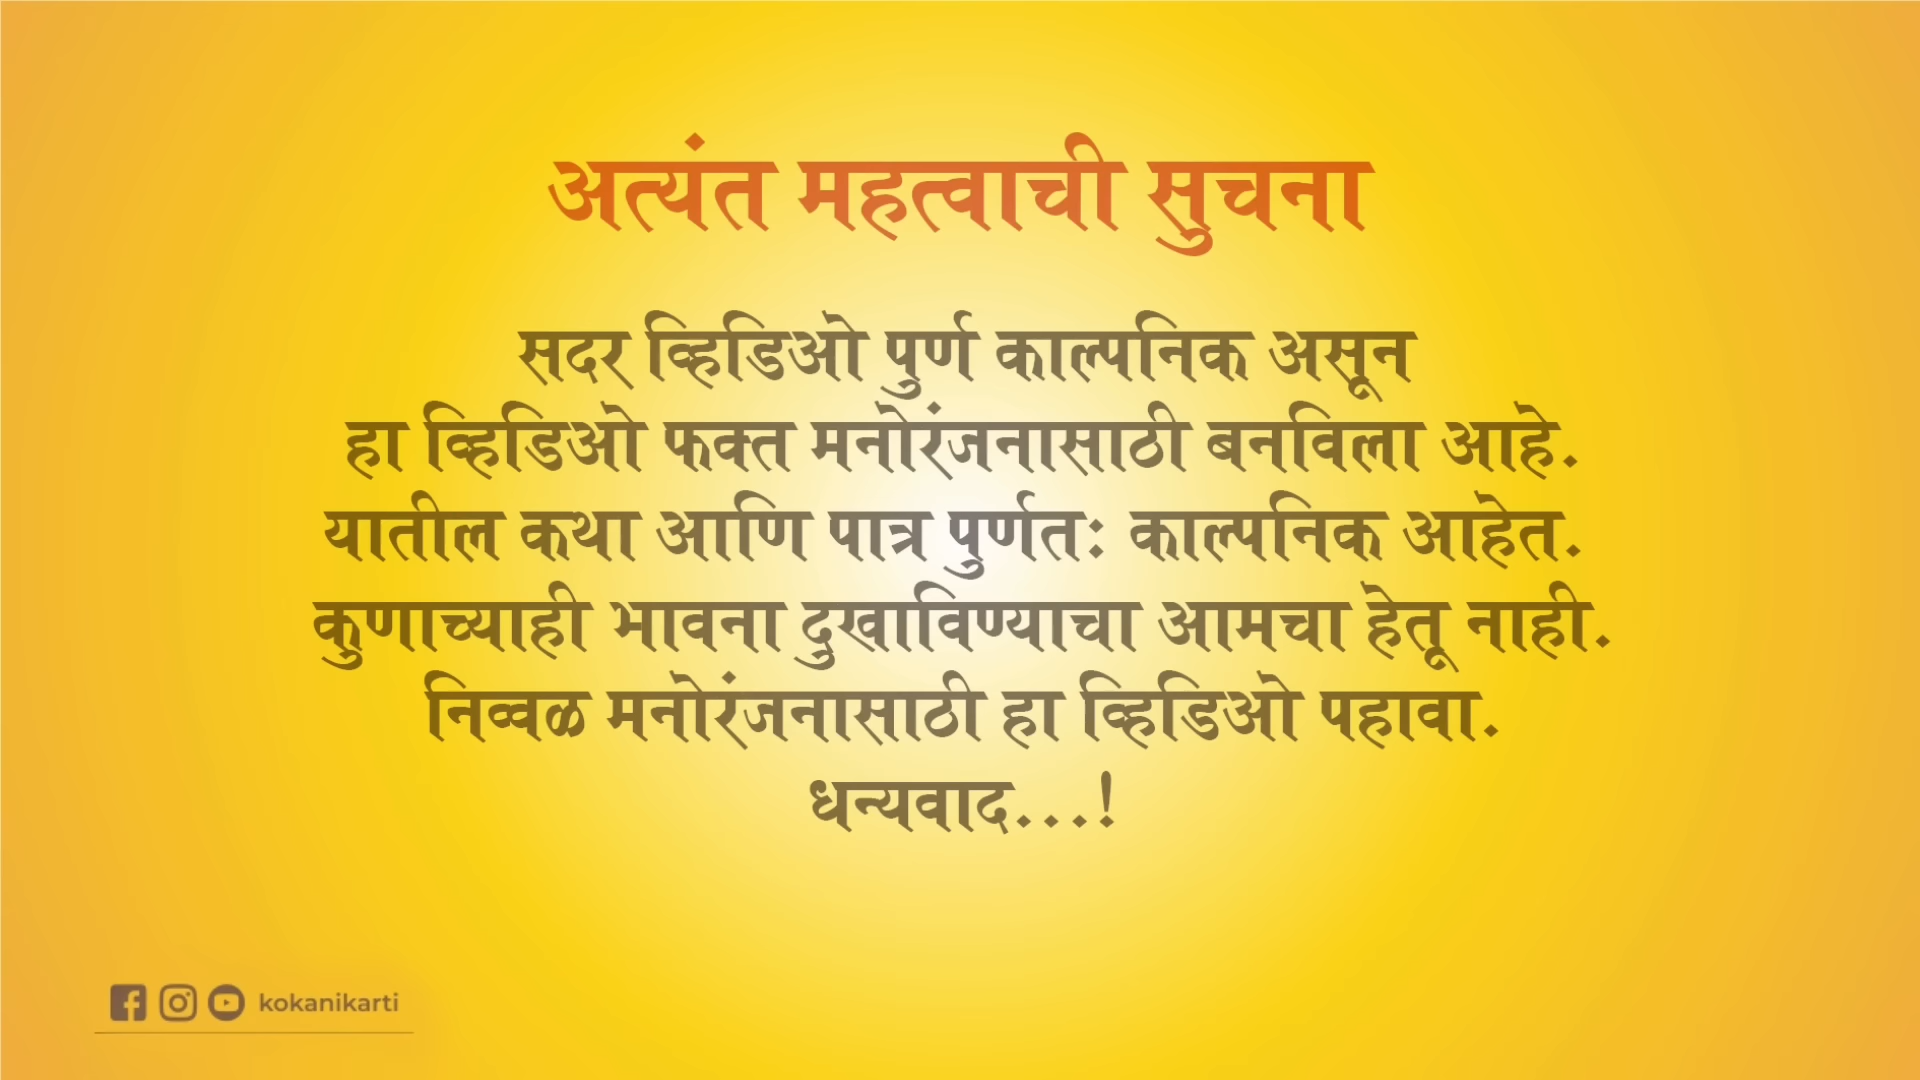 अत्यंत महत्वाची सुचना
सदर व्हिडिओ पुर्ण काल्पनिक असून
हा व्हिडिओ फक्त मनोरंजनासाठी बनविला आहे.
यातील कथा आणि पात्र पुर्णतः काल्पनिक आहेत.
कुणाच्याही भावना दुखाविण्याचा आमचा हेतू नाही.
निव्वळ मनोरंजनासाठी हा व्हिडिओ पहावा.
धन्यवाद...!
kokanikarti